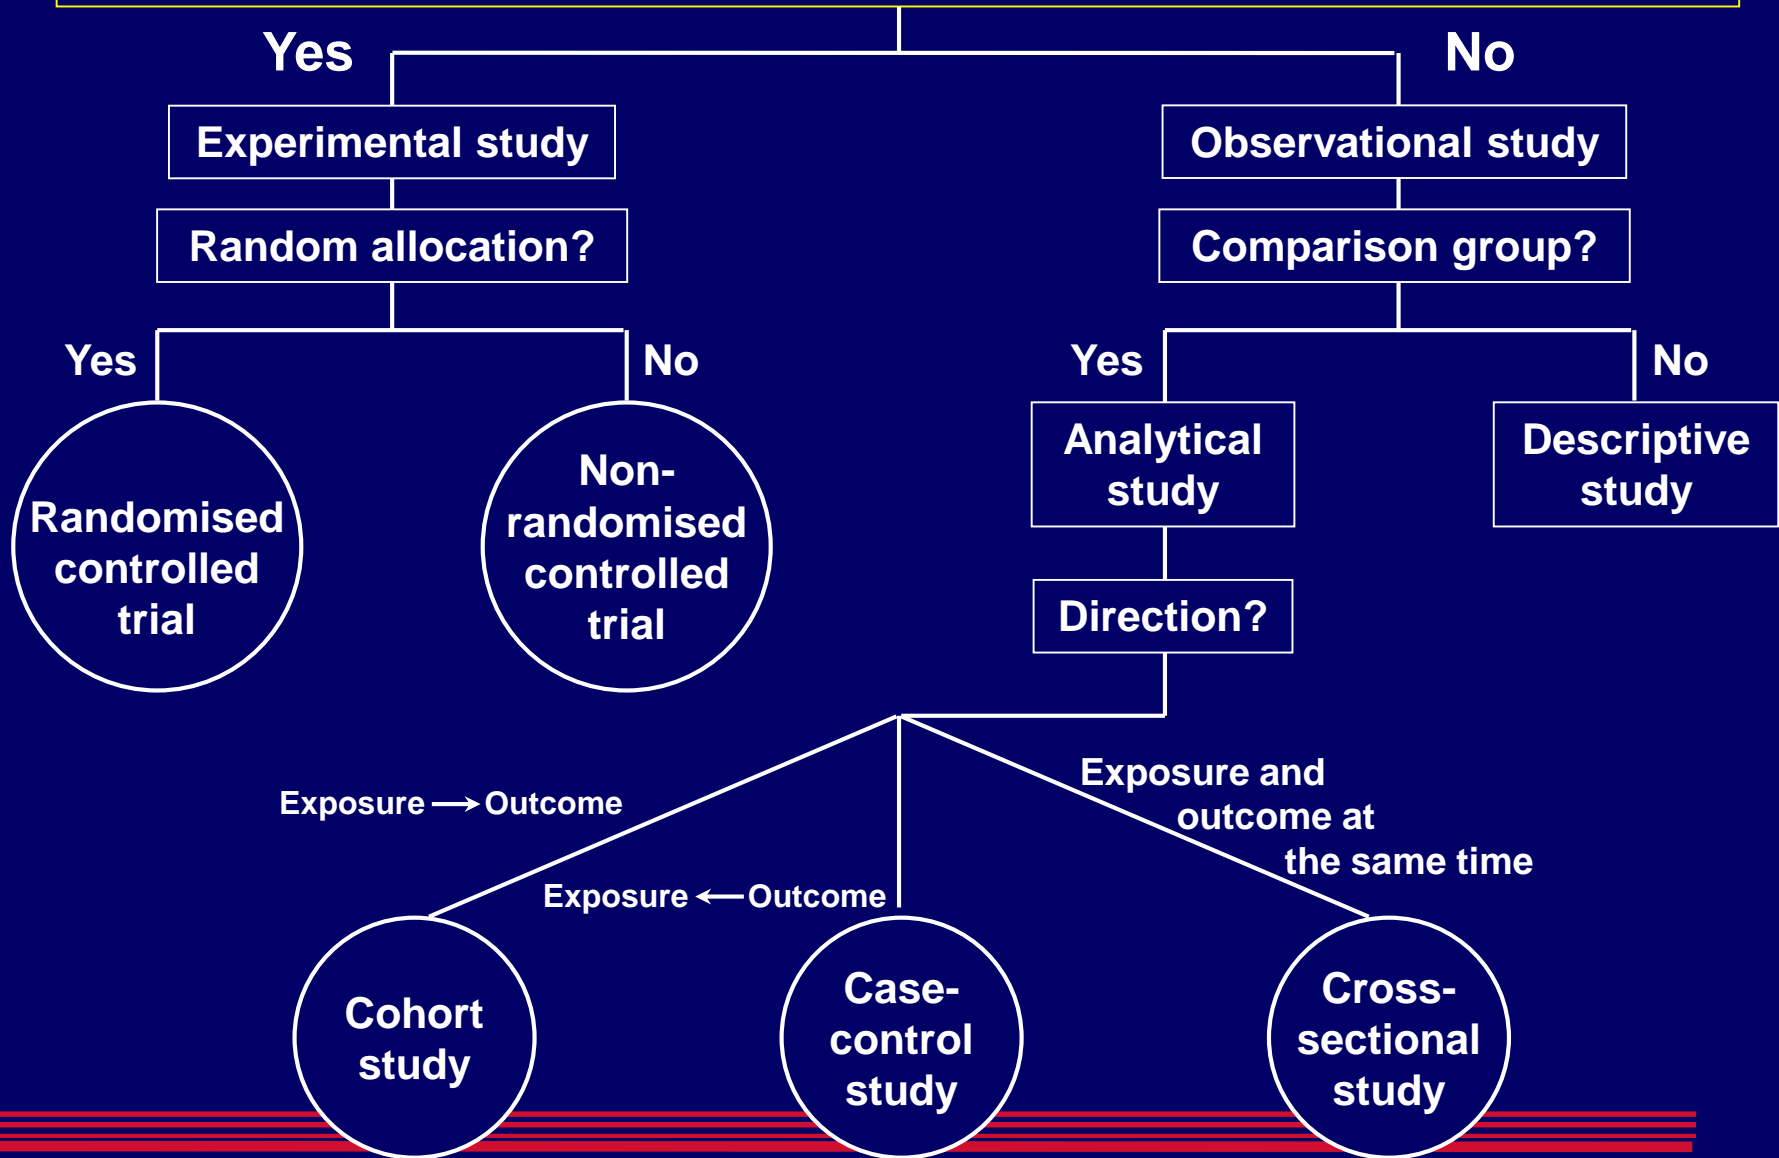 Yes
No
Experimental study
Observational study
Random allocation?
Comparison group?
Yes
No
Yes
No
Randomised
controlled
trial
Non-
randomised
controlled
trial
Analytical
study
Descriptive
study
Direction?
Exposure → Outcome
Exposure ← Outcome
Exposure and
outcome at
the same time
Cohort
study
Case-
control
study
Cross-
sectional
study